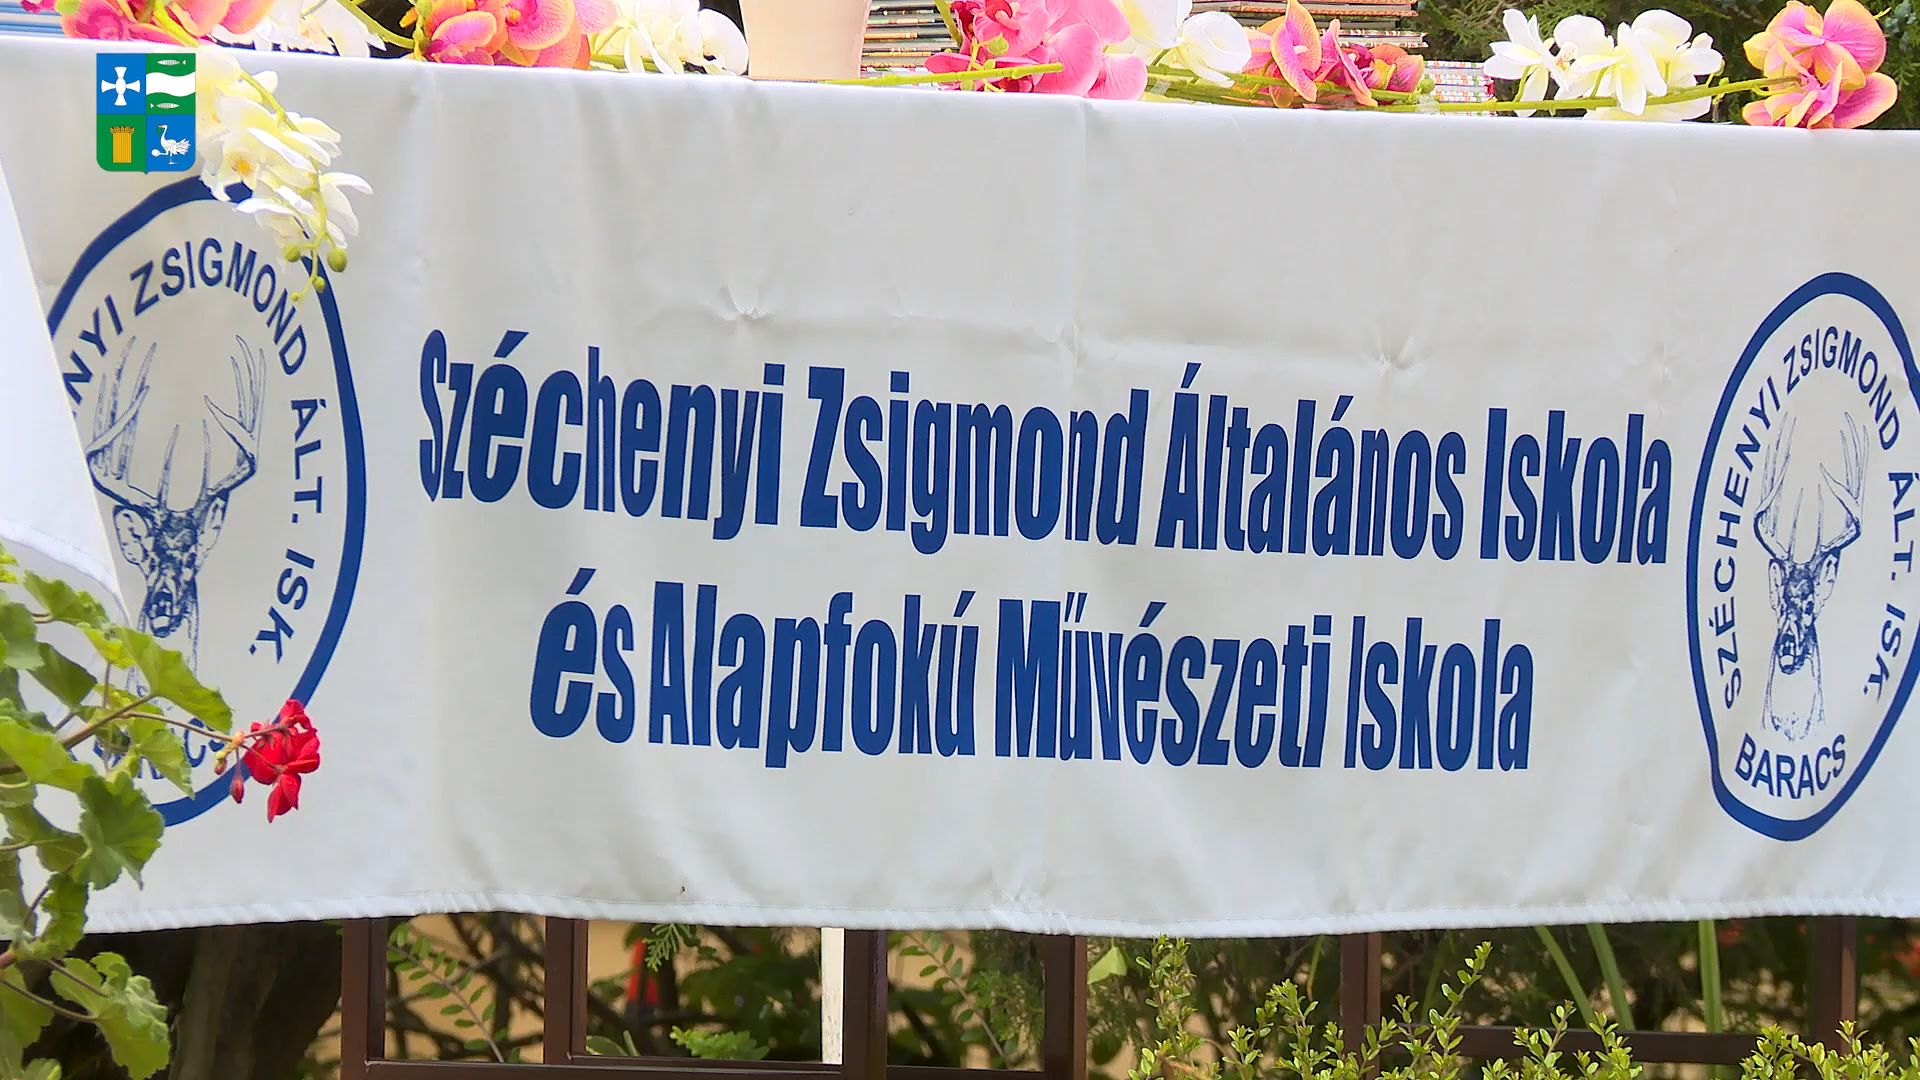 Széchenyi Zsigmond Általános Iskola
és Alapfokú Művészeti Iskola
ZSIGMOND ÁLT. ISK.
SZÉCHENYI ZSIGMOND ÁLT. ISK.
BARACS